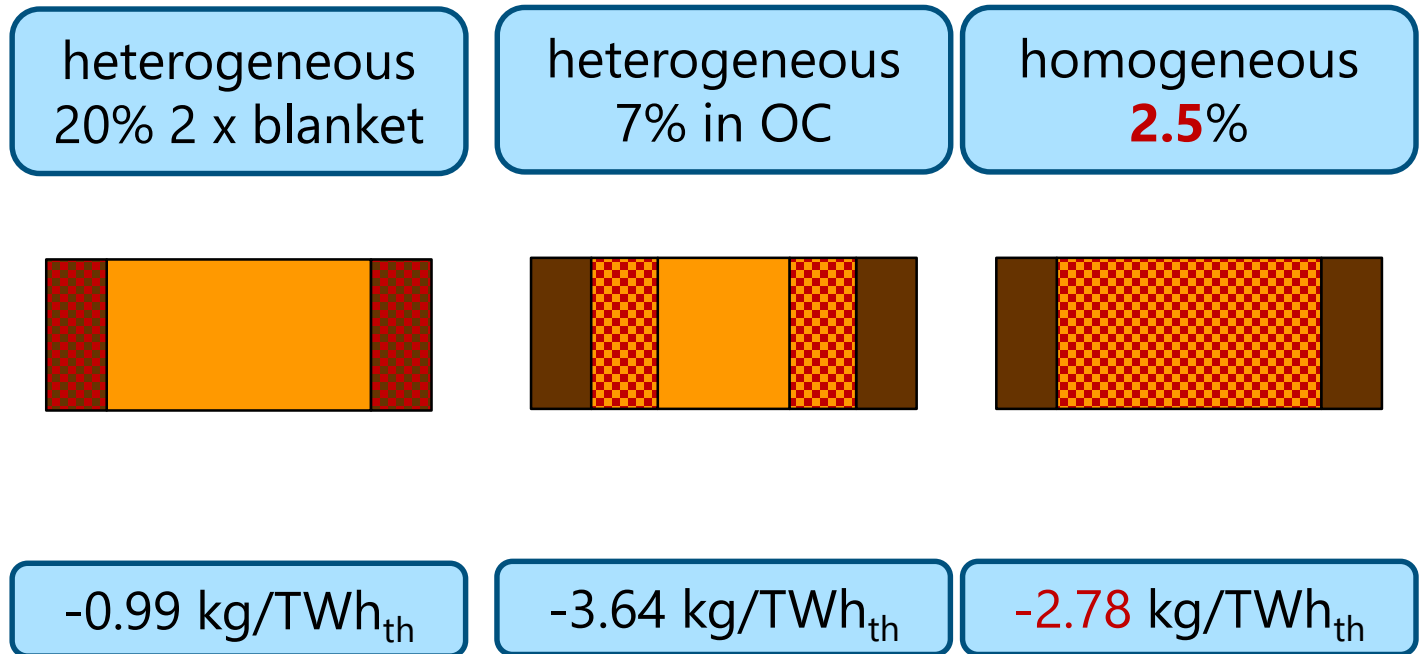 heterogeneous
20% 2 x blanket
heterogeneous
7% in OC
homogeneous
2.5%
-0.99 kg/TWhth
-3.64 kg/TWhth
-2.78 kg/TWhth